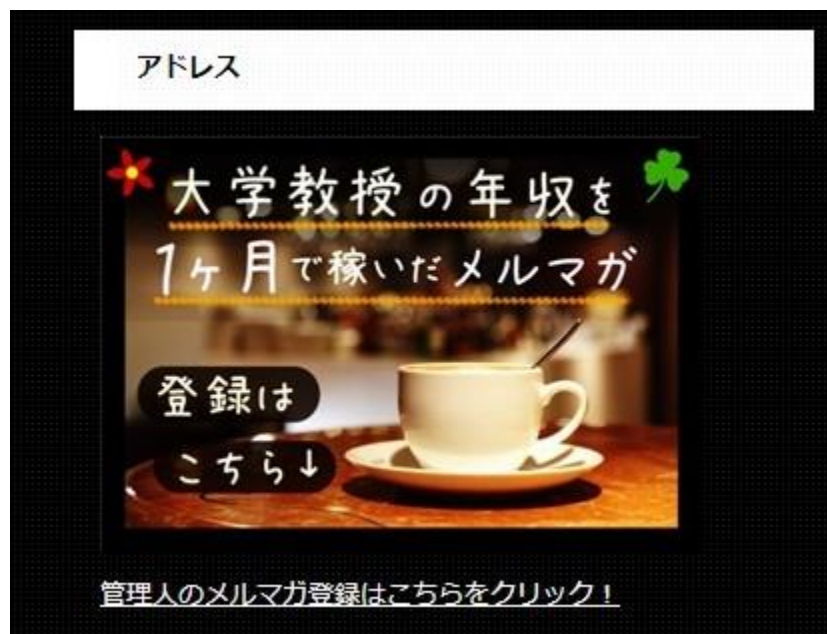 アドレス
大学教授の年収を
1ヶ月で稼いだメルマガ
登録は
こちら↓
管理人のメルマガ登録はこちらをクリック！